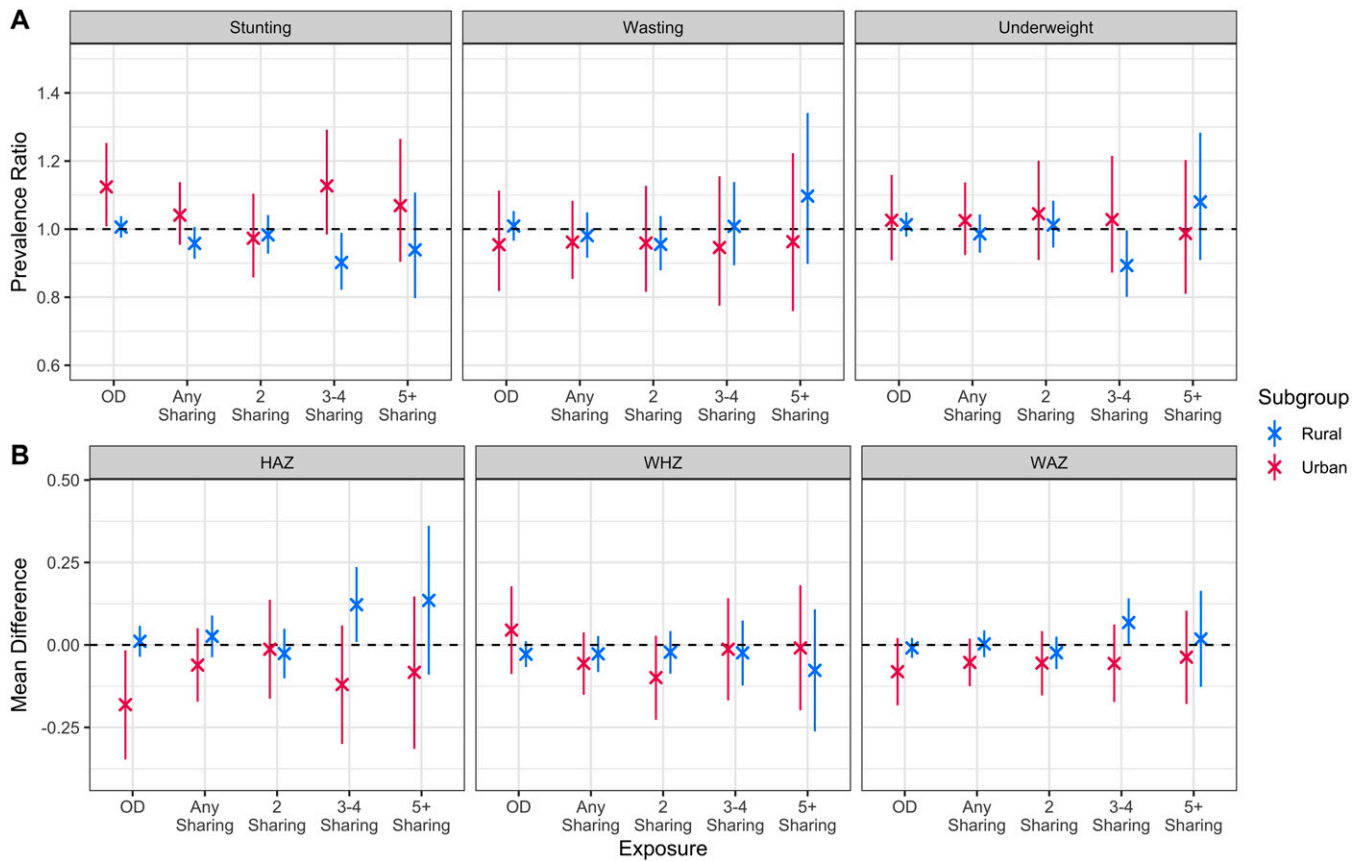 A
Stunting
Wasting
Underweight
Prevalence Ratio
1.4
1.2
1.0
0.8
0.6
OD
Any
Sharing
2
Sharing
3-4
Sharing
5+
Sharing
OD
Any
Sharing
2
Sharing
3-4
Sharing
5+
Sharing
OD
Any
Sharing
2
Sharing
3-4
Sharing
5+
Sharing
Subgroup
Rural
Urban
B
HAZ
WHZ
WAZ
Mean Difference
0.50
0.25
0.00
-0.25
OD
Any
Sharing
2
Sharing
3-4
Sharing
5+
Sharing
OD
Any
Sharing
2
Sharing
3-4
Sharing
5+
Sharing
OD
Any
Sharing
2
Sharing
3-4
Sharing
5+
Sharing
Exposure